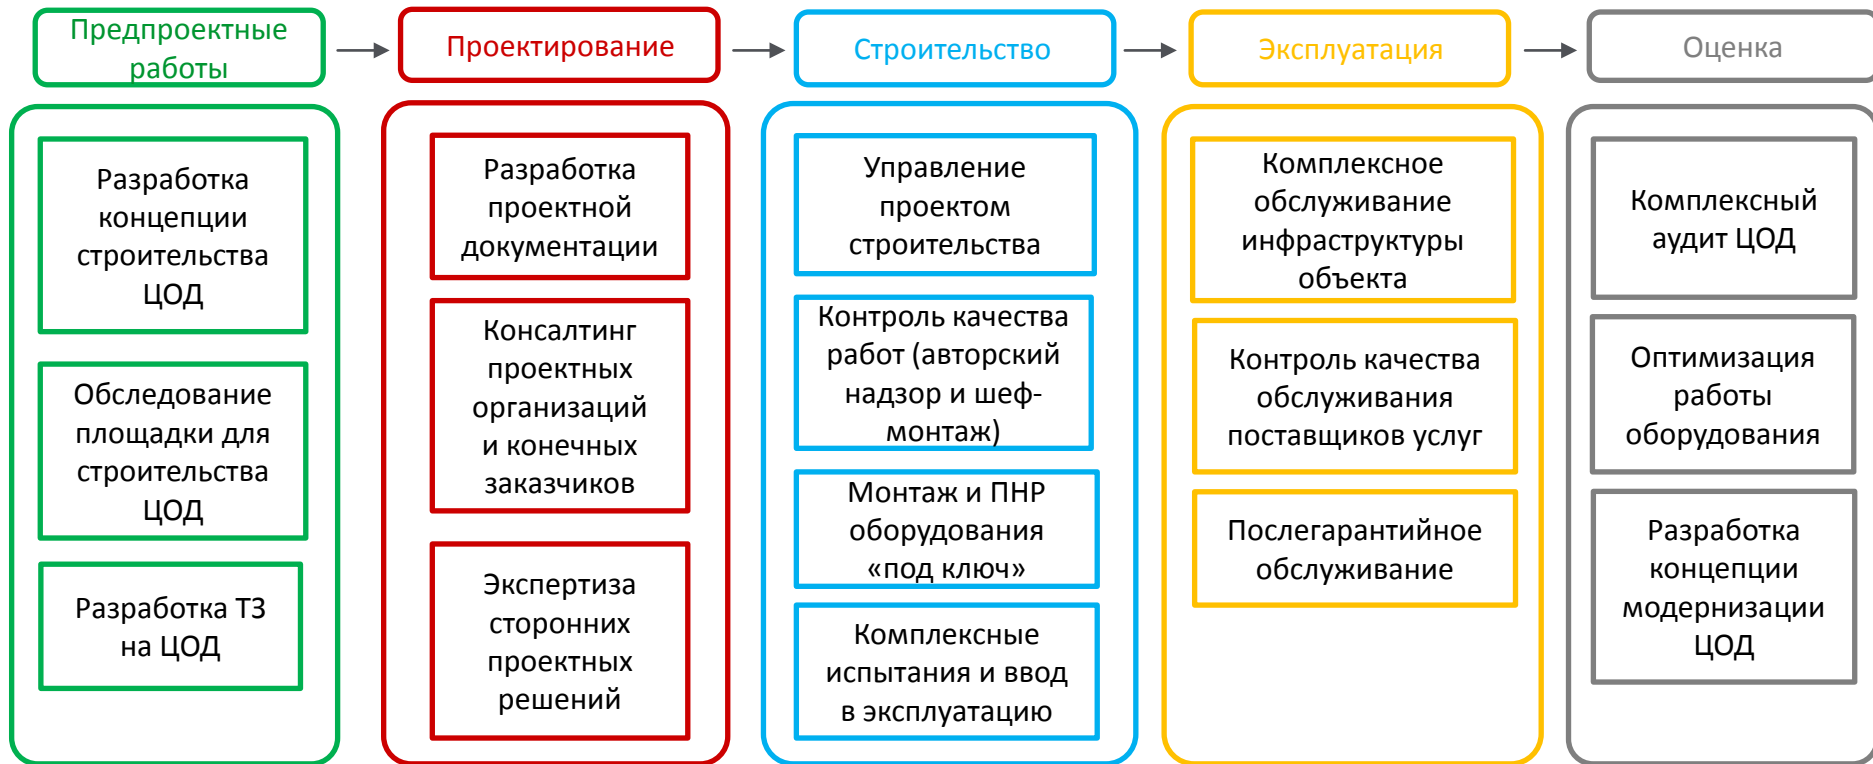 Предпроектные
работы
Проектирование
Строительство
Эксплуатация
Оценка
Разработка
концепции
строительства
ЦОД
Обследование
площадки для
строительства
ЦОД
Разработка ТЗ
на ЦОД
Разработка
проектной
документации
Консалтинг
проектных
организаций
и конечных
заказчиков
Экспертиза
сторонних
проектных
решений
Управление
проектом
строительства
Контроль качества
работ (авторский
надзор и шеф-
монтаж)
Монтаж и ПНР
оборудования
«под ключ»
Комплексные
испытания и ввод
в эксплуатацию
Комплексное
обслуживание
инфраструктуры
объекта
Контроль качества
обслуживания
поставщиков услуг
Послегарантийное
обслуживание
Комплексный
аудит ЦОД
Оптимизация
работы
оборудования
Разработка
концепции
модернизации
ЦОД